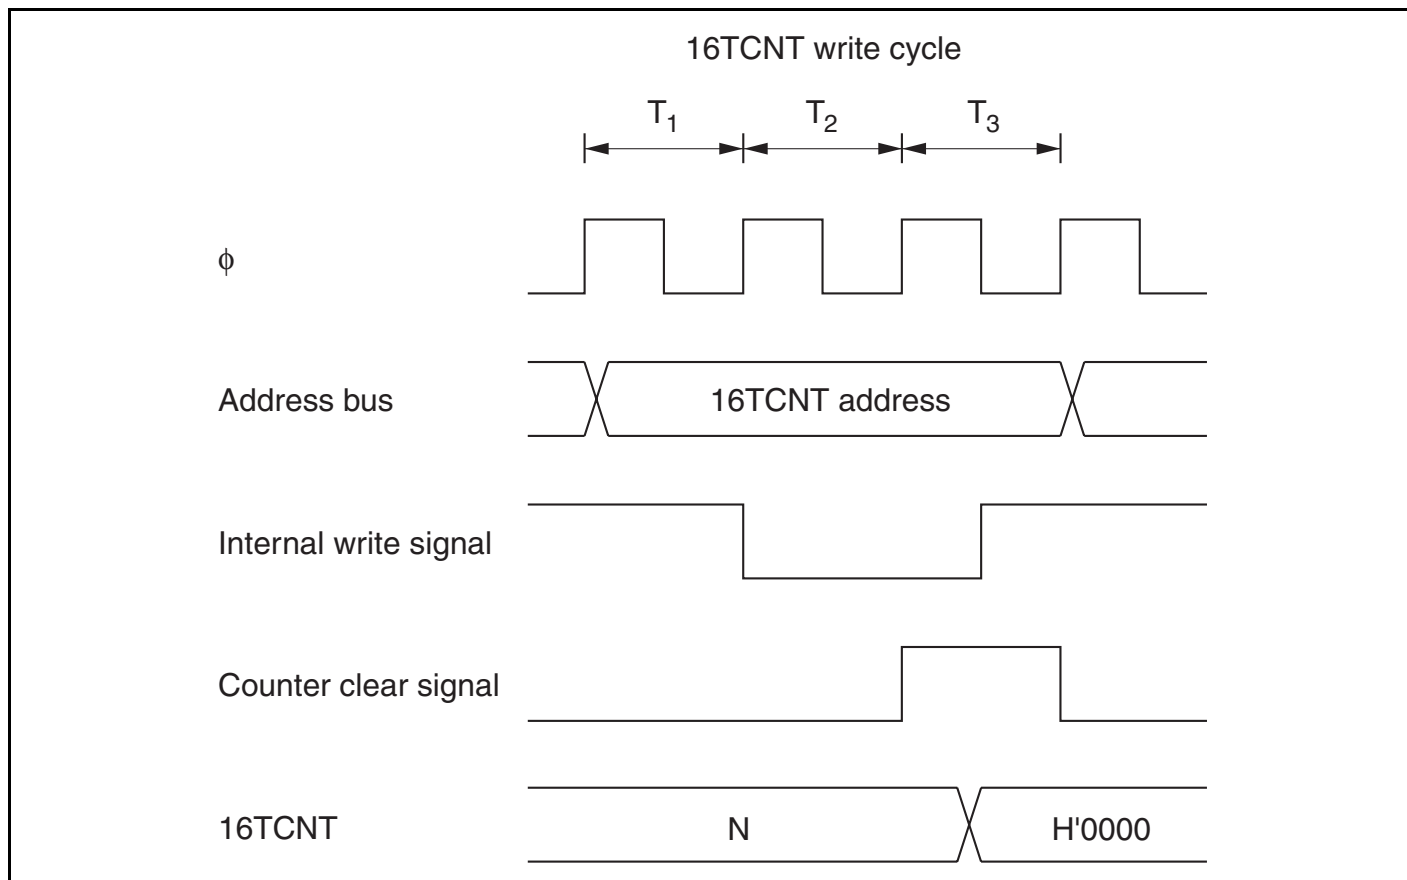 16TCNT write cycle
T1 T2 T3
ϕ
Address bus 16TCNT address
Internal write signal
Counter clear signal
16TCNT N H'0000